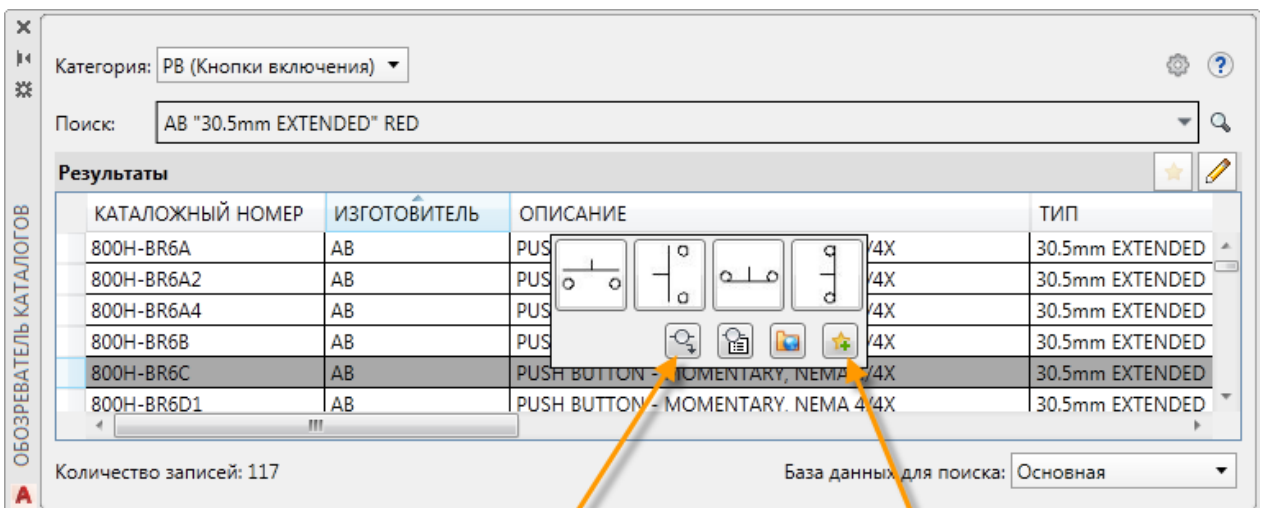 Категория: PB (Кнопки включения)
Поиск: AB "30.5mm EXTENDED" RED
Результаты
КАТАЛОЖНЫЙ НОМЕР ИЗГОТОВИТЕЛЬ ОПИСАНИЕ ТИП
800H-BR6A AB PUS /4X 30.5mm EXTENDED
800H-BR6A2 AB PUS /4X 30.5mm EXTENDED
800H-BR6A4 AB PUS /4X 30.5mm EXTENDED
800H-BR6B AB PUS /4X 30.5mm EXTENDED
800H-BR6C AB PUSH BUTTON - MOMENTARY, NEMA 4/4X 30.5mm EXTENDED
800H-BR6D1 AB PUSH BUTTON - MOMENTARY, NEMA 4/4X 30.5mm EXTENDED
Количество записей: 117 База данных для поиска: Основная
ОБОЗРЕВАТЕЛЬ КАТАЛОГОВ